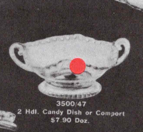 3500/47
2 Hdl. Candy Dish or Comport
$7.90 Doz.